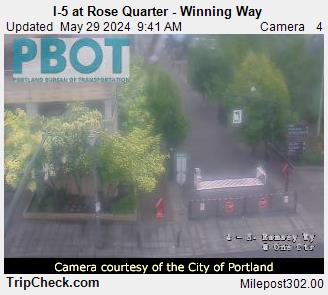 I-5 at Rose Quarter - Winning Way
Updated May 29 2024 9:41 AM Camera 4
PBOT
PORTLAND BUREAU OF TRANSPORTATION
Camera courtesy of the City of Portland
TripCheck.com Milepost302.00